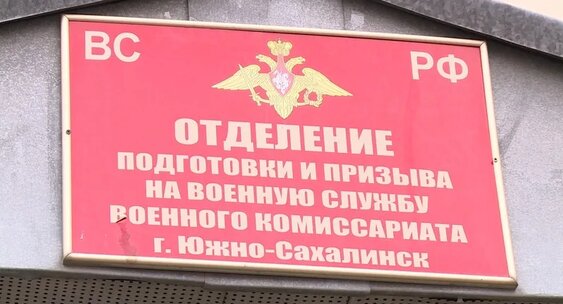 ВС РФ
ОТДЕЛЕНИЕ
ПОДГОТОВКИ И ПРИЗЫВА
НА ВОЕННУЮ СЛУЖБУ
ВОЕННОГО КОМИССАРИАТА
г. Южно-Сахалинск